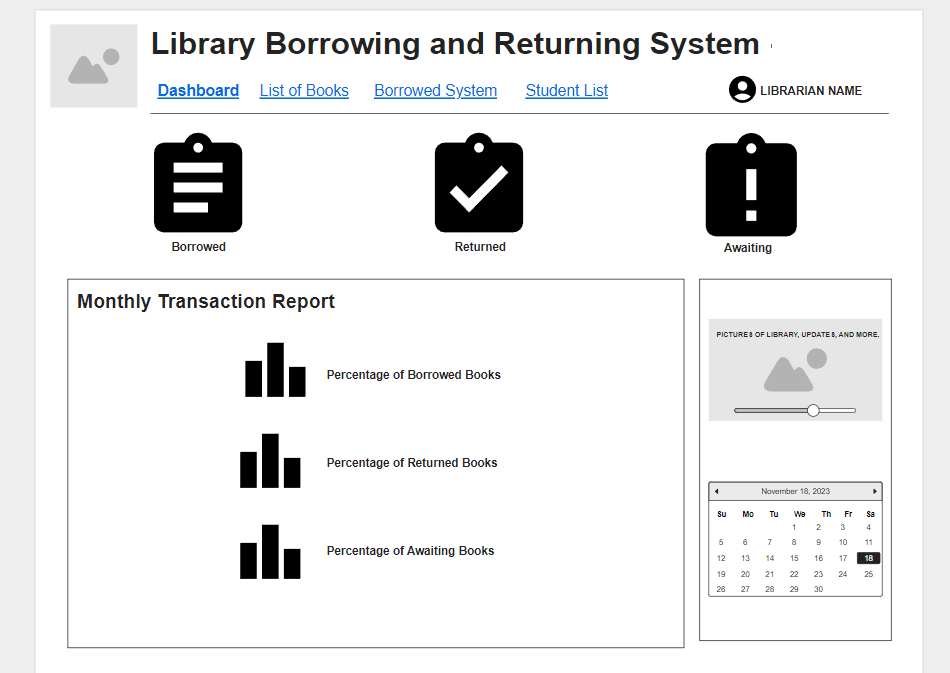 Library Borrowing and Returning System
Dashboard List of Books Borrowed System Student List LIBRARIAN NAME
Borrowed Returned Awaiting
Monthly Transaction Report
Percentage of Borrowed Books
Percentage of Returned Books
Percentage of Awaiting Books
PICTURES OF LIBRARY, UPDATES, AND MORE.
November 18, 2023
Su Mo Tu We Th Fr Sa
1 2 3 4
5 6 7 8 9 10 11
12 13 14 15 16 17 18
19 20 21 22 23 24 25
26 27 28 29 30